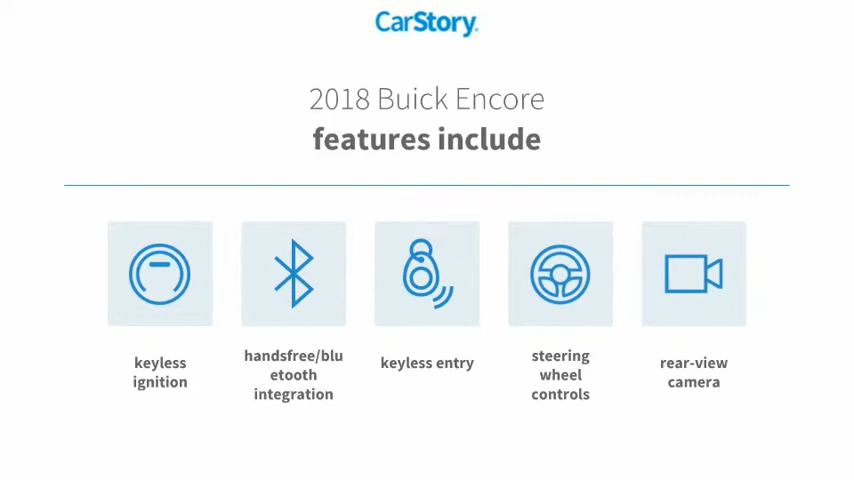 CarStory.
2018 Buick Encore
features include
keyless
ignition
handsfree/blu
etooth
integration
keyless entry
steering
wheel
controls
rear-view
camera